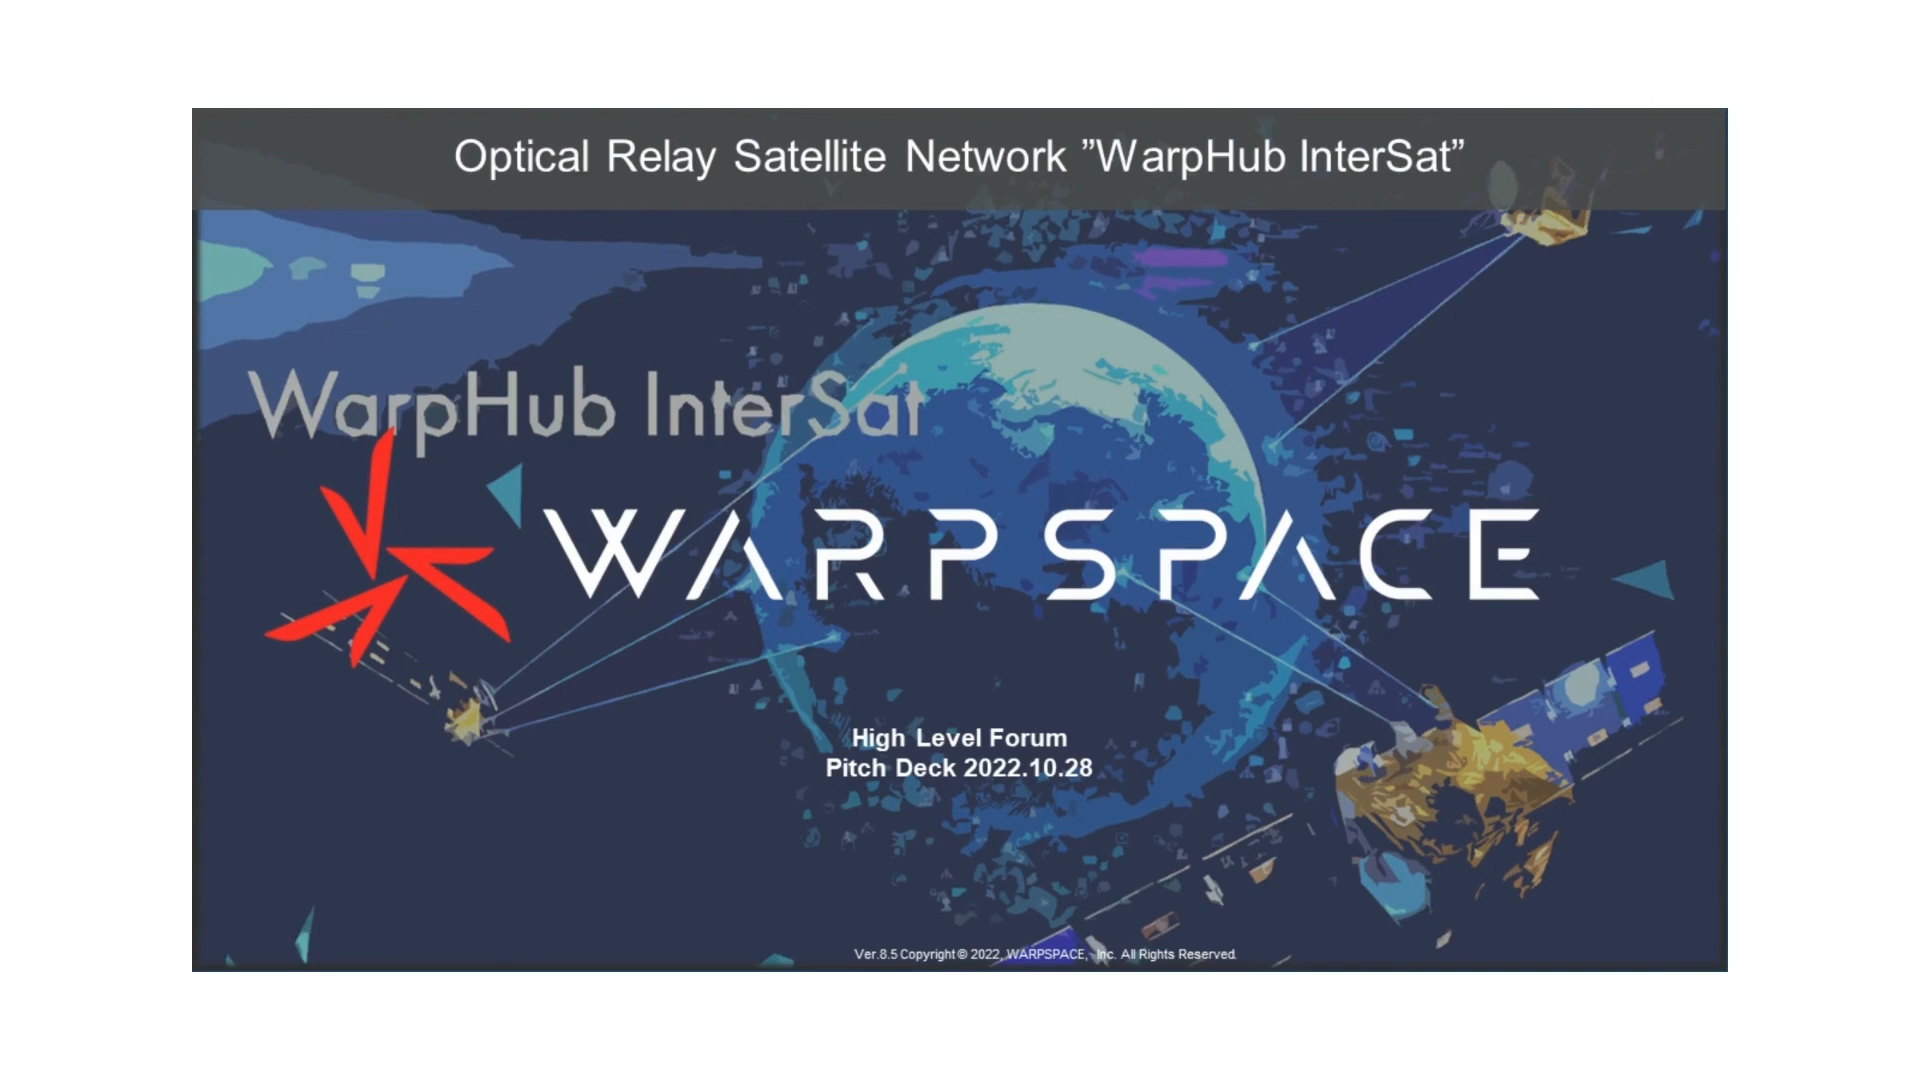 Optical Relay Satellite Network ”WarpHub InterSat”
WarpHub InterSat
WARPSPACE
High Level Forum
Pitch Deck 2022.10.28
Ver.8.5 Copyright © 2022, WARPSPACE, Inc. All Rights Reserved.